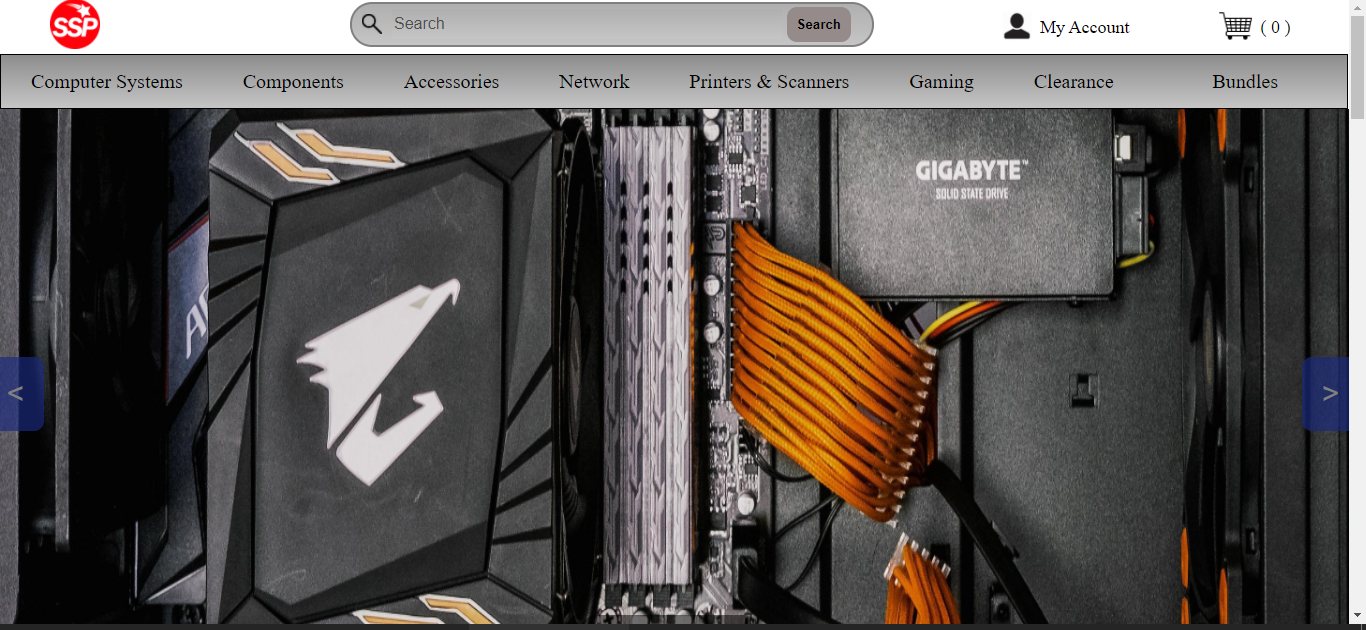 SSP
Search
Search
My Account
( 0 )
Computer Systems
Components
Accessories
Network
Printers & Scanners
Gaming
Clearance
Bundles
GIGABYTE™
SOLID STATE DRIVE
<
>